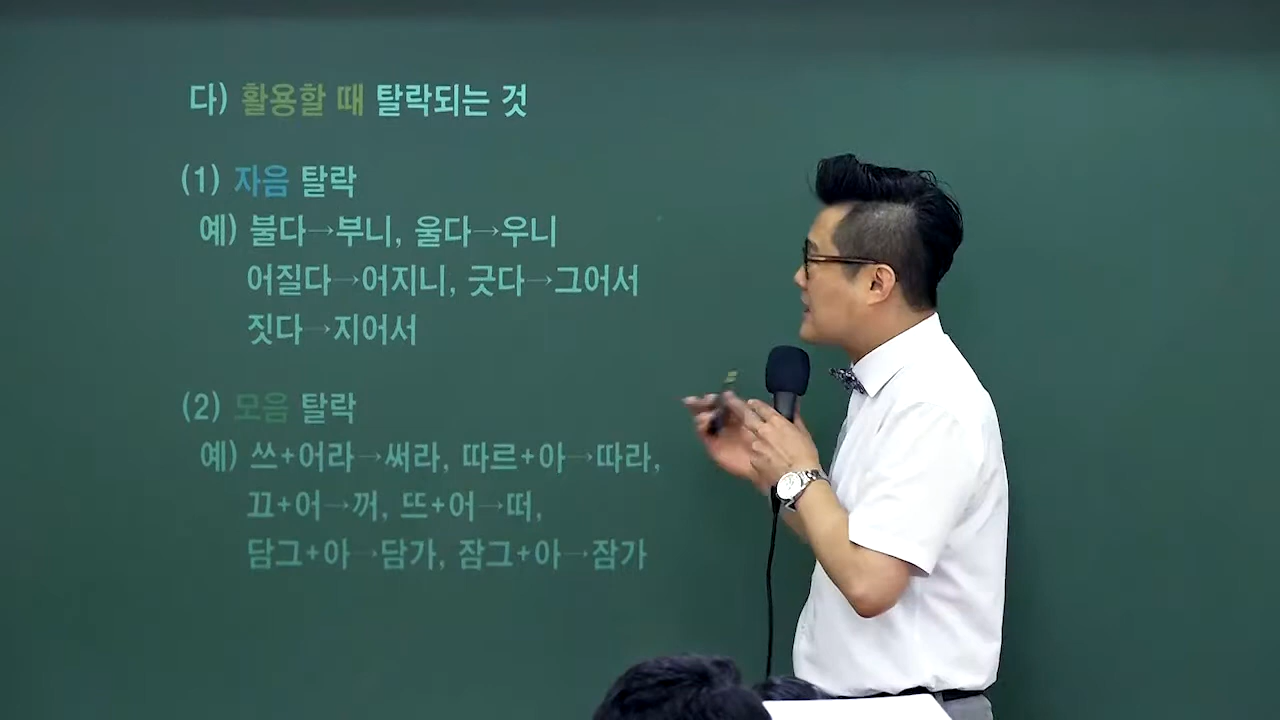 다) 활용할 때 탈락되는 것
(1) 자음 탈락
예) 불다→부니, 울다→우니
어질다→어지니, 긋다→그어서
짓다→지어서
(2) 모음 탈락
예) 쓰+어라→써라, 따르+아→따라,
끄+어→꺼, 뜨+어→떠,
담그+아→담가, 잠그+아→잠가